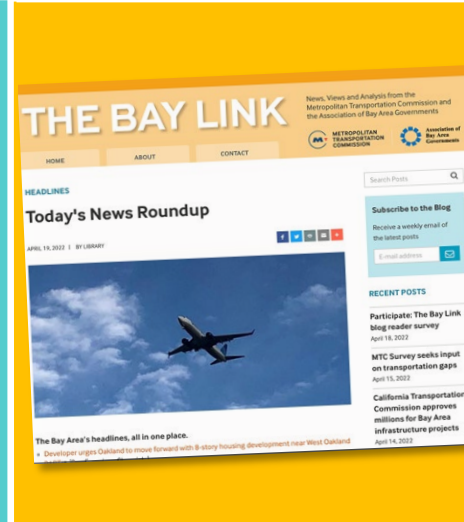 THE BAY LINK
News, Views and Analysis from the
Metropolitan Transportation Commission and
the Association of Bay Area Governments
METROPOLITAN
TRANSPORTATION
COMMISSION
Association of
Bay Area
Governments
HOME
ABOUT
CONTACT
HEADLINES
Today's News Roundup
APRIL 19, 2022 | BY LIBRARY
The Bay Area's headlines, all in one place.
Developer urges Oakland to move forward with 8-story housing development near West Oakland
Search Posts
Subscribe to the Blog
Receive a weekly email of
the latest posts
E-mail address
RECENT POSTS
Participate: The Bay Link
blog reader survey
April 18, 2022
MTC Survey seeks input
on transportation gaps
April 15, 2022
California Transportation
Commission approves
millions for Bay Area
infrastructure projects
April 14, 2022